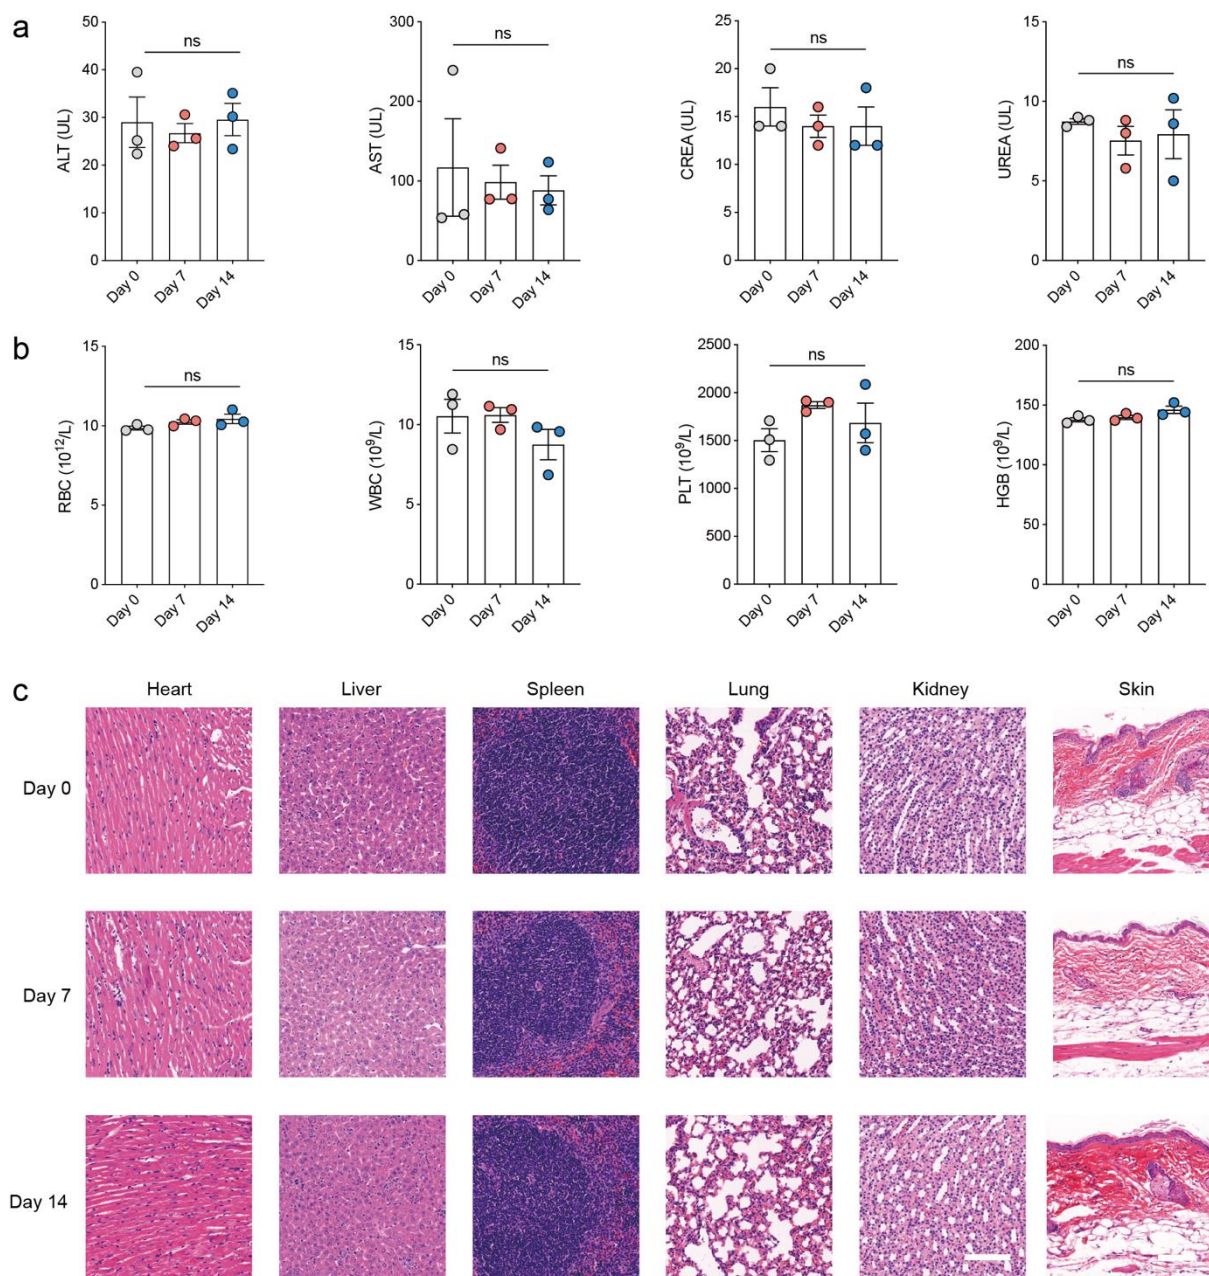 a
ALT (UL)
50
40
30
20
10
0
ns
Day 0
Day 7
Day 14
AST (UL)
300
200
100
0
ns
Day 0
Day 7
Day 14
CREA (UL)
25
20
15
10
5
0
ns
Day 0
Day 7
Day 14
UREA (UL)
15
10
5
0
ns
Day 0
Day 7
Day 14
b
RBC (10¹²/L)
15
10
5
0
ns
Day 0
Day 7
Day 14
WBC (10⁹/L)
15
10
5
0
ns
Day 0
Day 7
Day 14
PLT (10⁹/L)
2500
2000
1500
1000
500
0
ns
Day 0
Day 7
Day 14
HGB (10⁹/L)
200
150
100
50
0
ns
Day 0
Day 7
Day 14
c
Heart Liver Spleen Lung Kidney Skin
Day 0
Day 7
Day 14